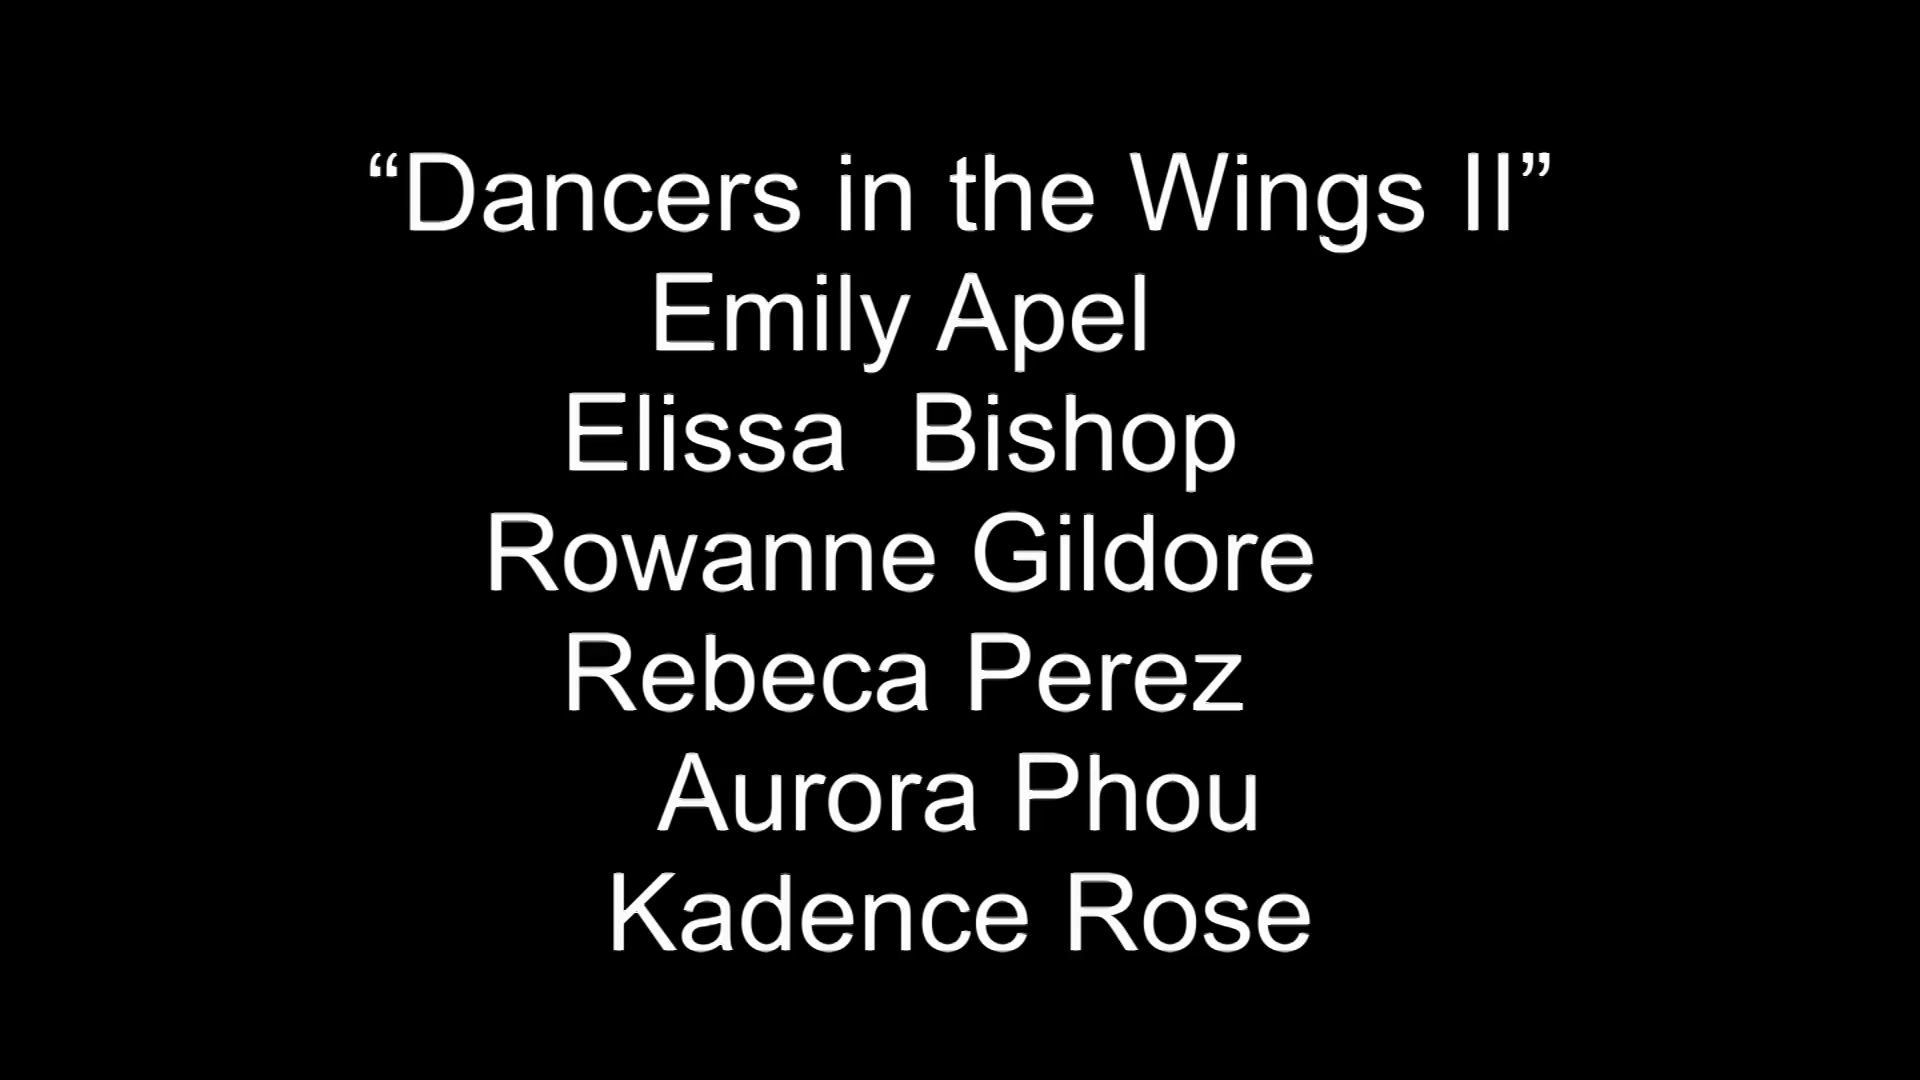 “Dancers in the Wings II”
Emily Apel
Elissa  Bishop
Rowanne Gildore
Rebeca Perez
Aurora Phou
Kadence Rose